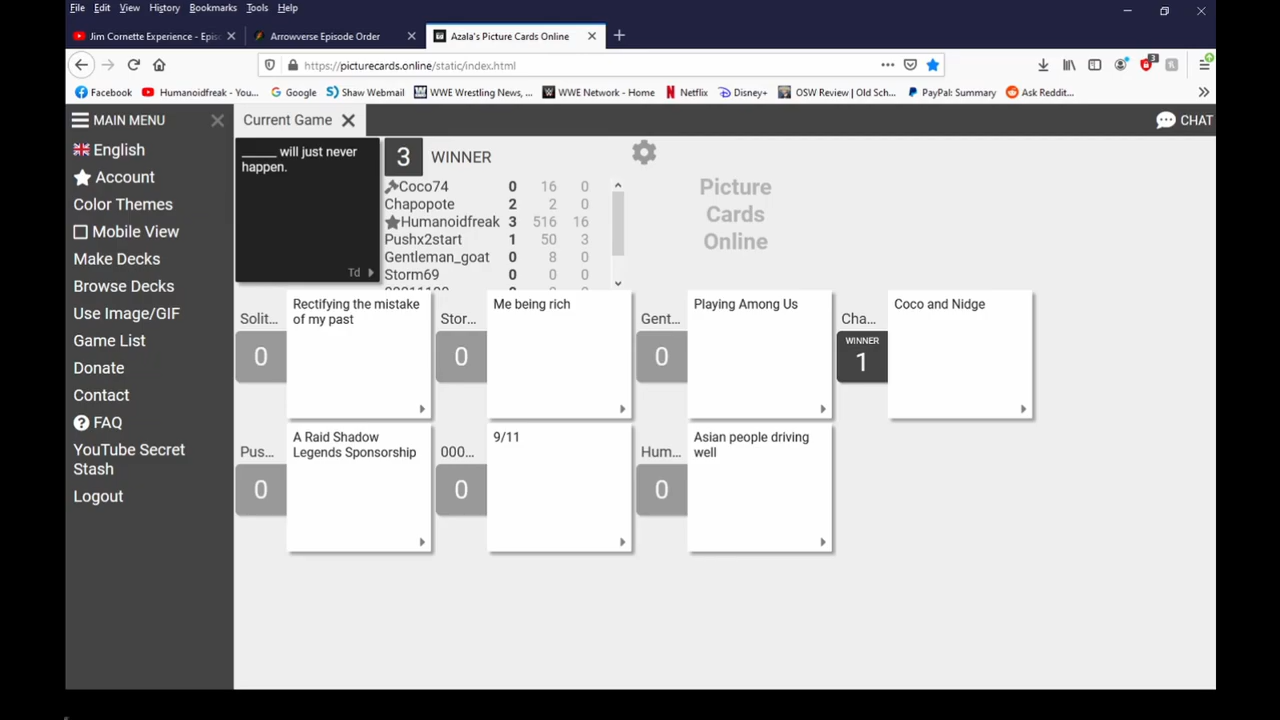 File Edit View History Bookmarks Tools Help
Jim Cornette Experience - Epis
Arrowverse Episode Order
Azala's Picture Cards Online
https://picturecards.online/static/index.html
3
Facebook
Humanoidfreak - You...
Google
Shaw Webmail
WWE Wrestling News, ...
WWE Network - Home
Netflix
Disney+
OSW Review | Old Sch...
PayPal: Summary
Ask Reddit...
MAIN MENU
Current Game
CHAT
English
Account
Color Themes
Mobile View
Make Decks
Browse Decks
Use Image/GIF
Game List
Donate
Contact
FAQ
YouTube Secret
Stash
Logout
______ will just never
happen.
Td
3 WINNER
Coco74 0 16 0
Chapopote 2 2 0
Humanoidfreak 3 516 16
Pushx2start 1 50 3
Gentleman_goat 0 8 0
Storm69 0 0 0
Picture
Cards
Online
Solit...
0
Rectifying the mistake
of my past
Stor...
0
Me being rich
Gent...
0
Playing Among Us
Cha...
WINNER
1
Coco and Nidge
Pus...
0
A Raid Shadow
Legends Sponsorship
000...
0
9/11
Hum...
0
Asian people driving
well